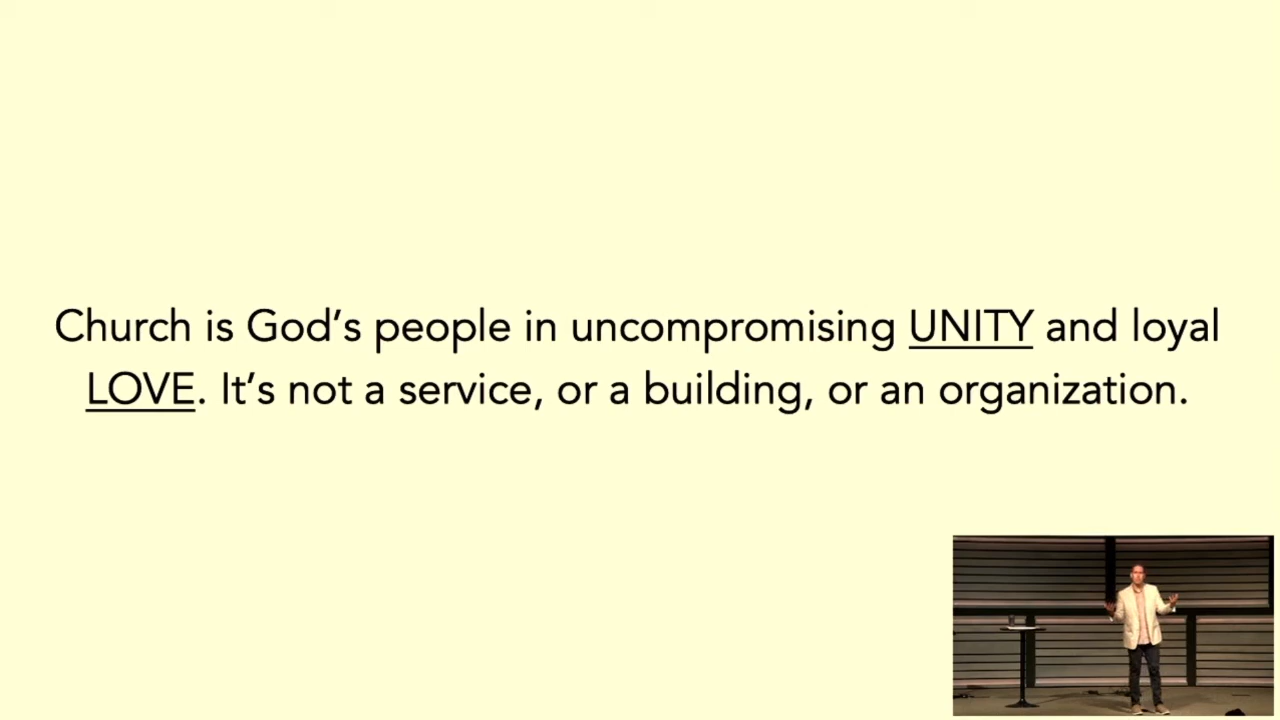 Church is God’s people in uncompromising UNITY and loyal
LOVE. It’s not a service, or a building, or an organization.